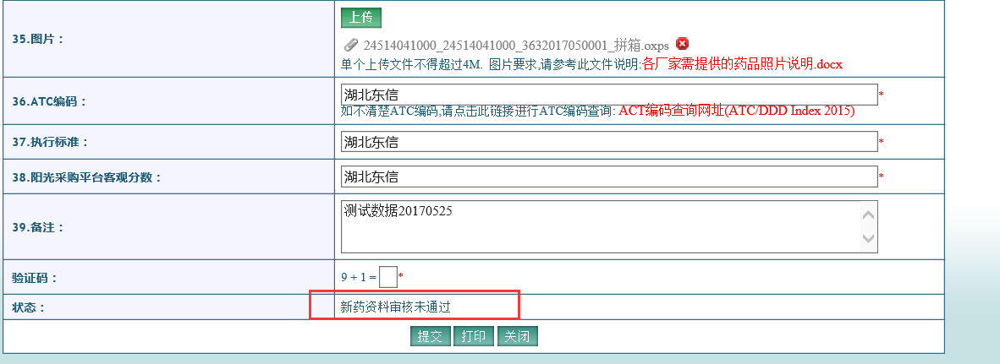 上传
35.图片：
24514041000_24514041000_3632017050001_拼箱.oxps
单个上传文件不得超过4M. 图片要求,请参考此文件说明:各厂家需提供的药品照片说明.docx
36.ATC编码：
湖北东信*
如不清楚ATC编码,请点击此链接进行ATC编码查询: ACT编码查询网址(ATC/DDD Index 2015)
37.执行标准：
湖北东信*
38.阳光采购平台客观分数：
湖北东信*
39.备注：
测试数据20170525
验证码：
9 + 1 = *
状态：
新药资料审核未通过
提交 打印 关闭